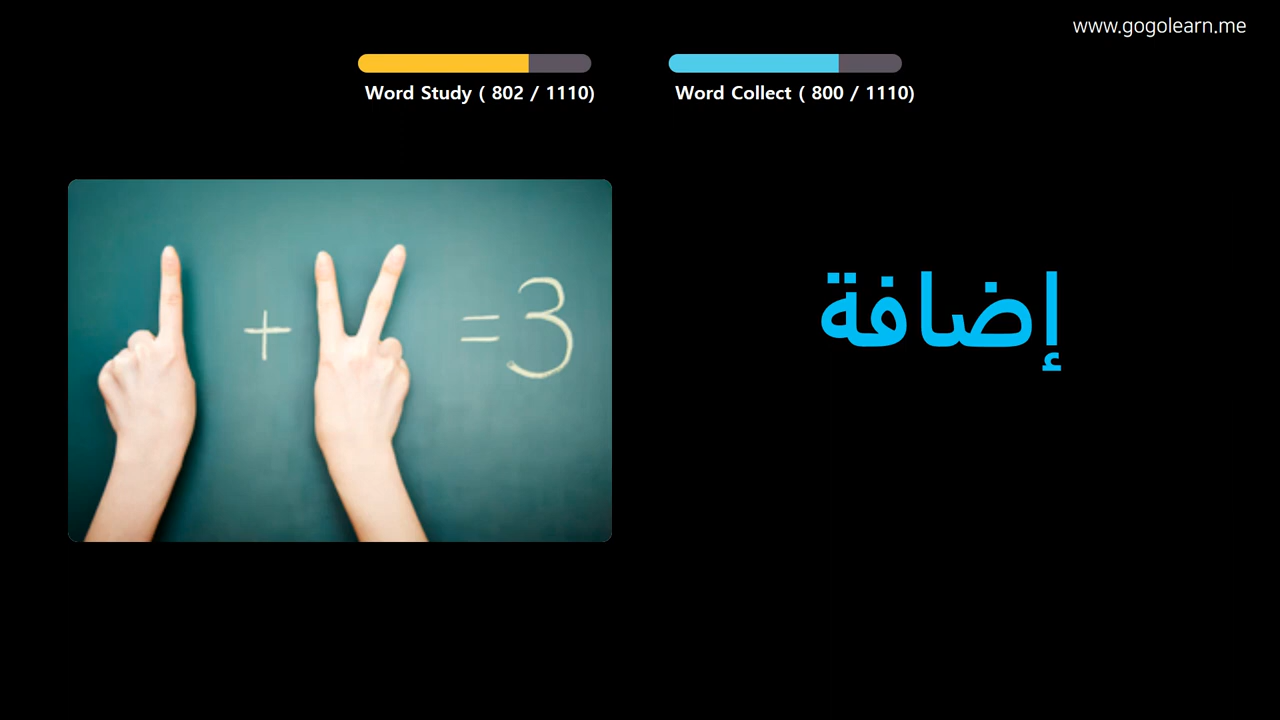 www.gogolearn.me
Word Study ( 802 / 1110)
Word Collect ( 800 / 1110)
+ = 3
إضافة